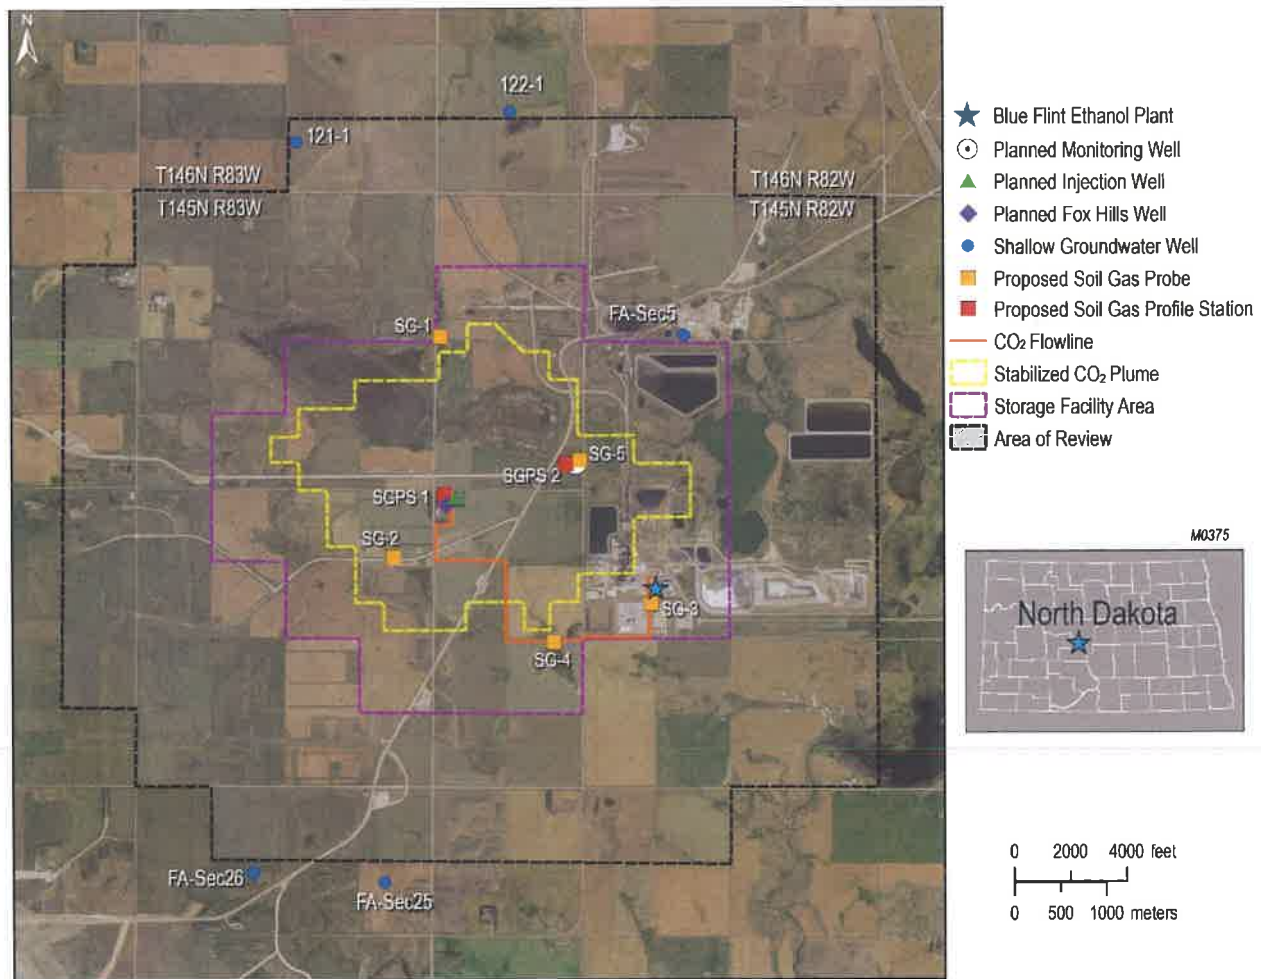 N
122-1
121-1
T146N R83W
T146N R82W
T145N R83W
T145N R82W
FA-Sec5
SG-1
SG-5
SGPS 2
SGPS 1
SG-2
SG-3
SG-4
FA-Sec26
FA-Sec25
Blue Flint Ethanol Plant
Planned Monitoring Well
Planned Injection Well
Planned Fox Hills Well
Shallow Groundwater Well
Proposed Soil Gas Probe
Proposed Soil Gas Profile Station
CO₂ Flowline
Stabilized CO₂ Plume
Storage Facility Area
Area of Review
M0375
North Dakota
0 2000 4000 feet
0 500 1000 meters